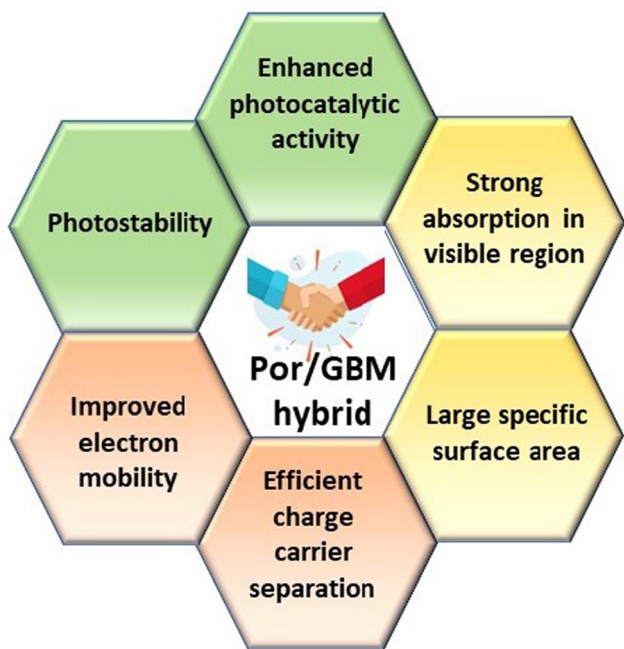 Enhanced
photocatalytic
activity
Strong
absorption in
visible region
Large specific
surface area
Efficient
charge
carrier
separation
Improved
electron
mobility
Photostability
Por/GBM
hybrid